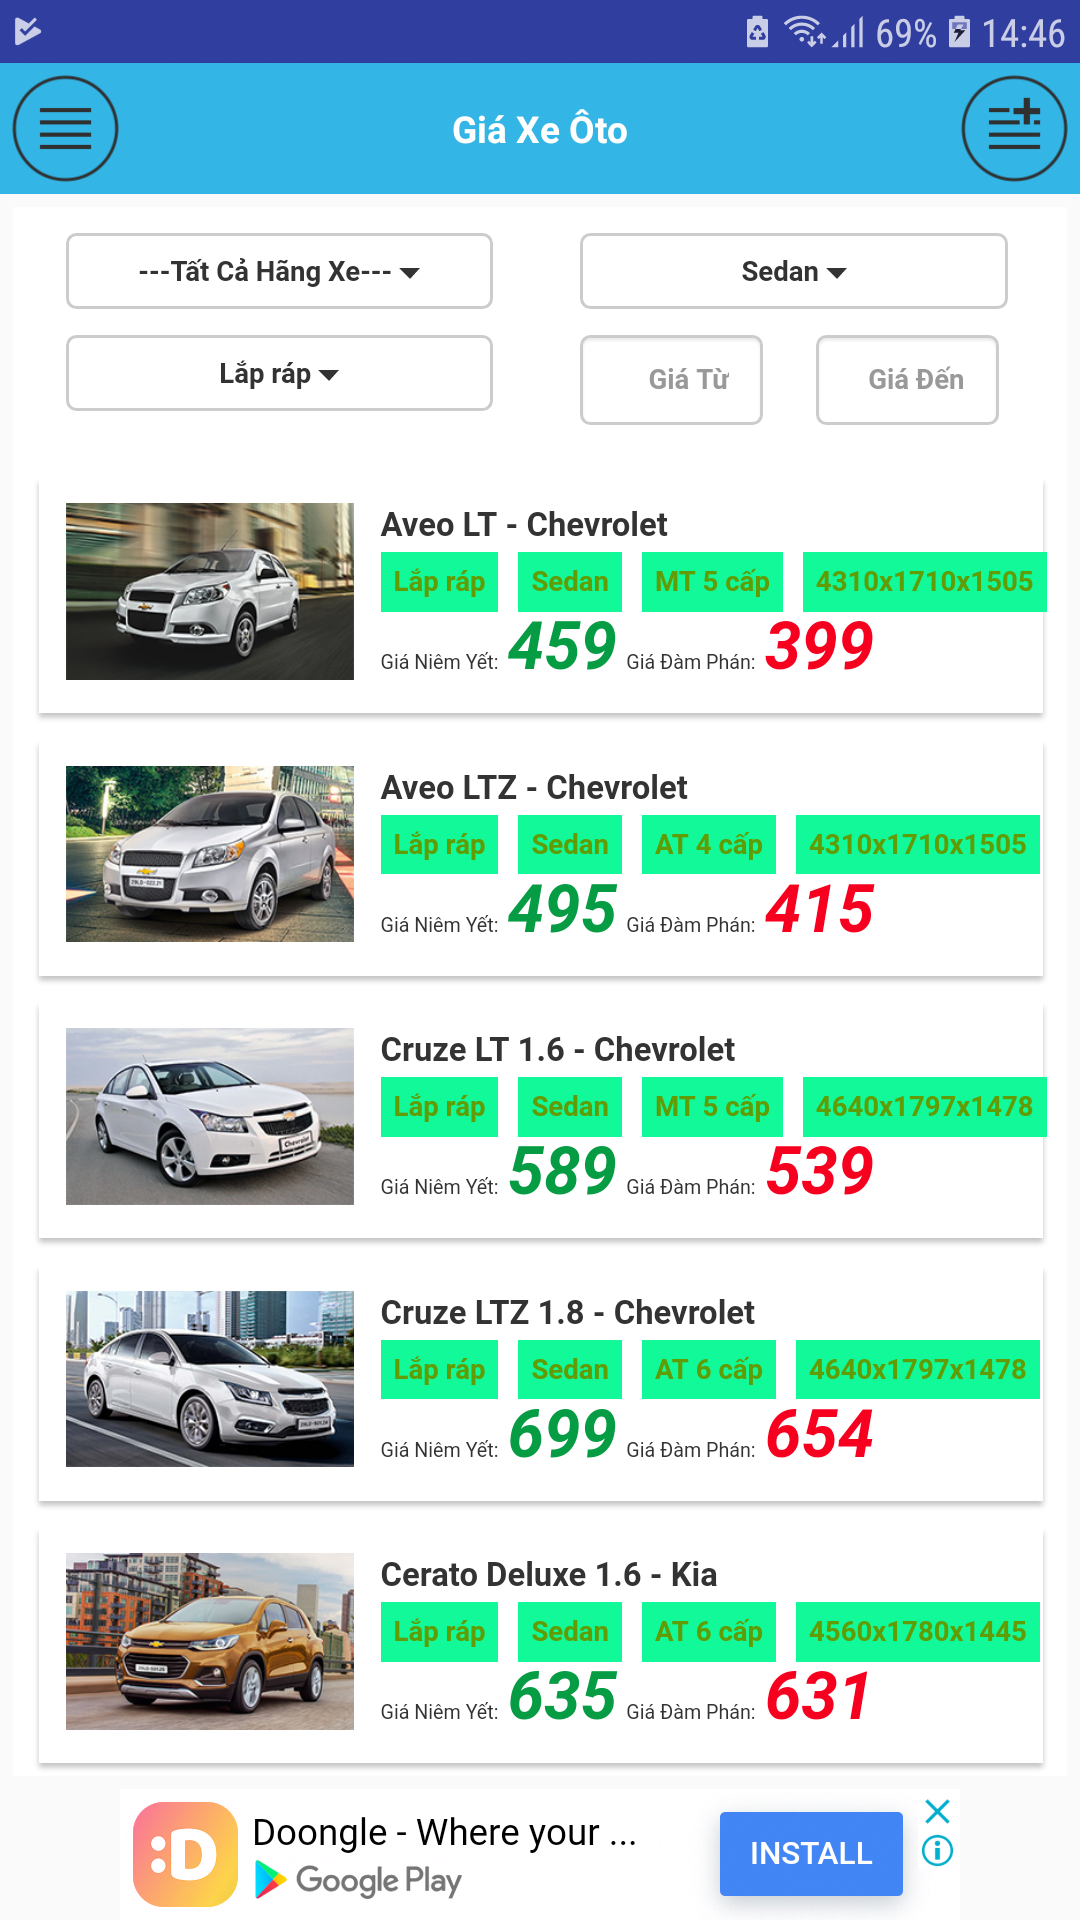 69% 14:46
Giá Xe Ôto
---Tất Cả Hãng Xe--- Sedan
Lắp ráp Giá Từ Giá Đến
Aveo LT - Chevrolet
Lắp ráp Sedan MT 5 cấp 4310x1710x1505
Giá Niêm Yết: 459 Giá Đàm Phán: 399
Aveo LTZ - Chevrolet
Lắp ráp Sedan AT 4 cấp 4310x1710x1505
Giá Niêm Yết: 495 Giá Đàm Phán: 415
Cruze LT 1.6 - Chevrolet
Lắp ráp Sedan MT 5 cấp 4640x1797x1478
Giá Niêm Yết: 589 Giá Đàm Phán: 539
Cruze LTZ 1.8 - Chevrolet
Lắp ráp Sedan AT 6 cấp 4640x1797x1478
Giá Niêm Yết: 699 Giá Đàm Phán: 654
Cerato Deluxe 1.6 - Kia
Lắp ráp Sedan AT 6 cấp 4560x1780x1445
Giá Niêm Yết: 635 Giá Đàm Phán: 631
:D Doongle - Where your ...
Google Play
INSTALL